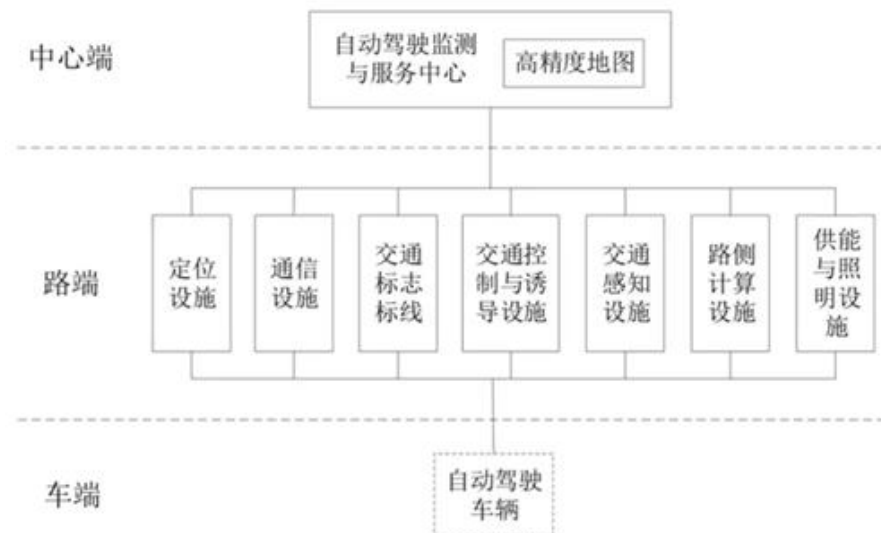 中心端
自动驾驶监测
与服务中心
高精度地图
路端
定位
设施
通信
设施
交通
标志
标线
交通控
制与诱
导设施
交通
感知
设施
路侧
计算
设施
供能
与照
明设
施
车端
自动驾驶
车辆